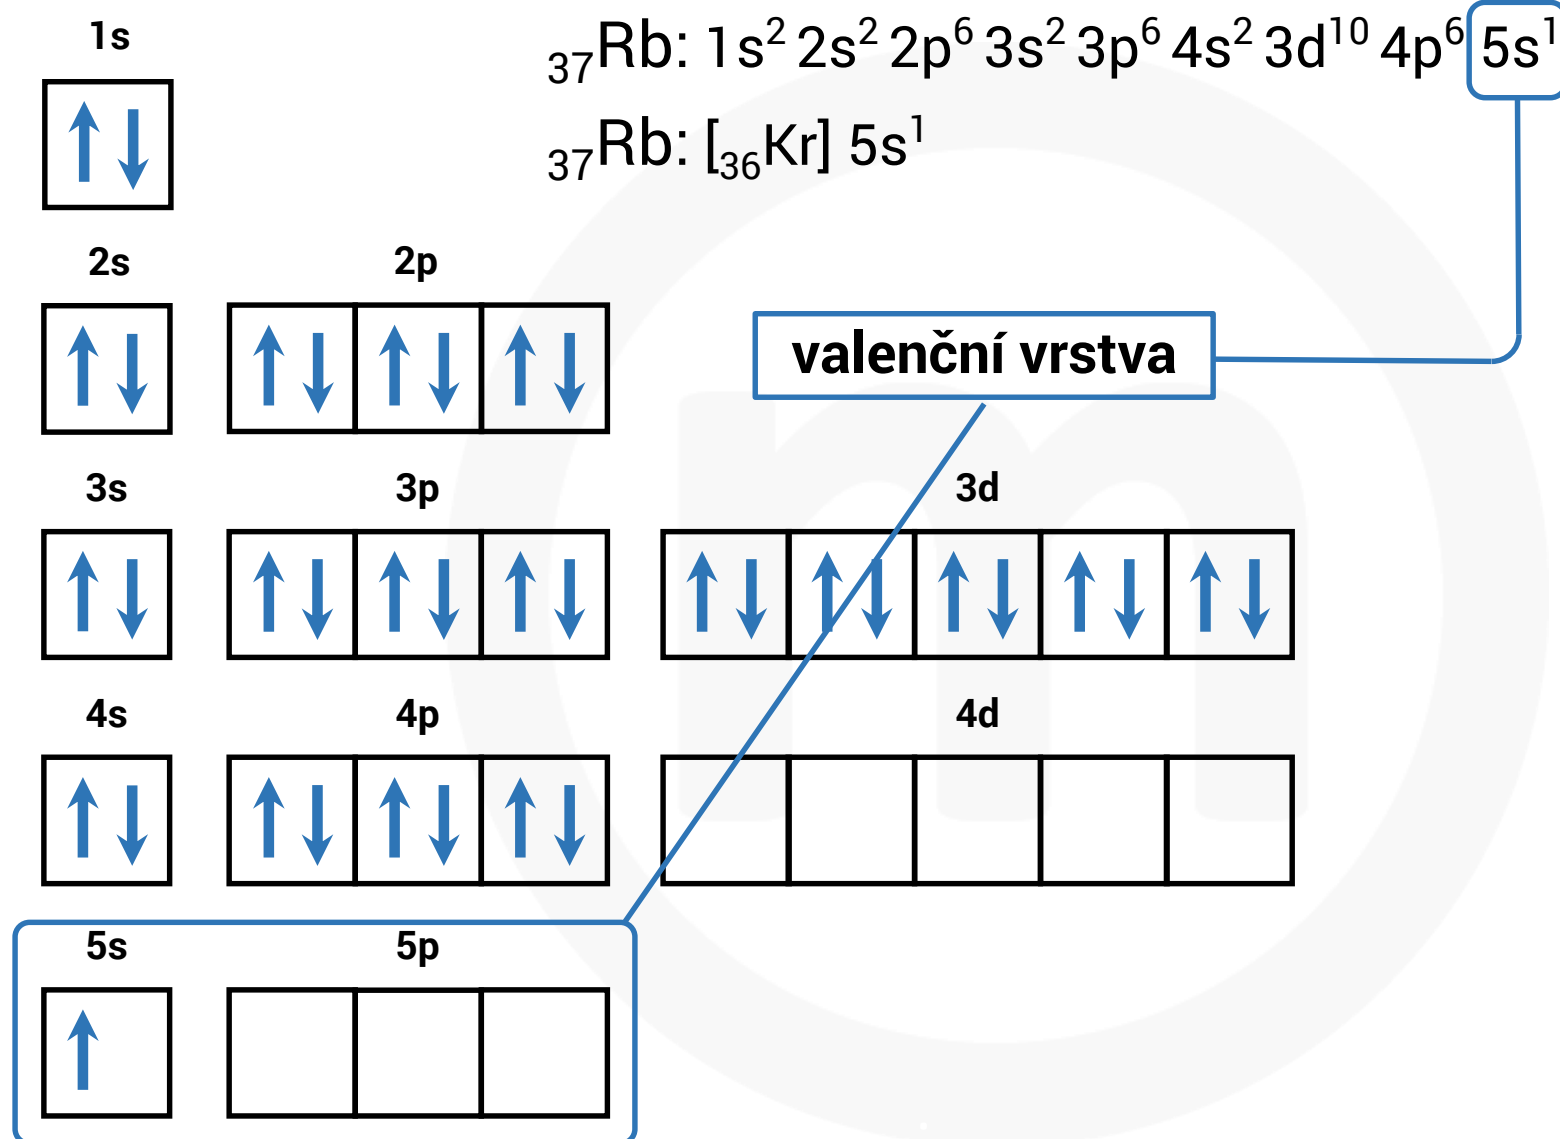 1s
₃₇Rb: 1s² 2s² 2p⁶ 3s² 3p⁶ 4s² 3d¹⁰ 4p⁶ 5s¹
₃₇Rb: [₃₆Kr] 5s¹
2s 2p
valenční vrstva
3s 3p 3d
4s 4p 4d
5s 5p